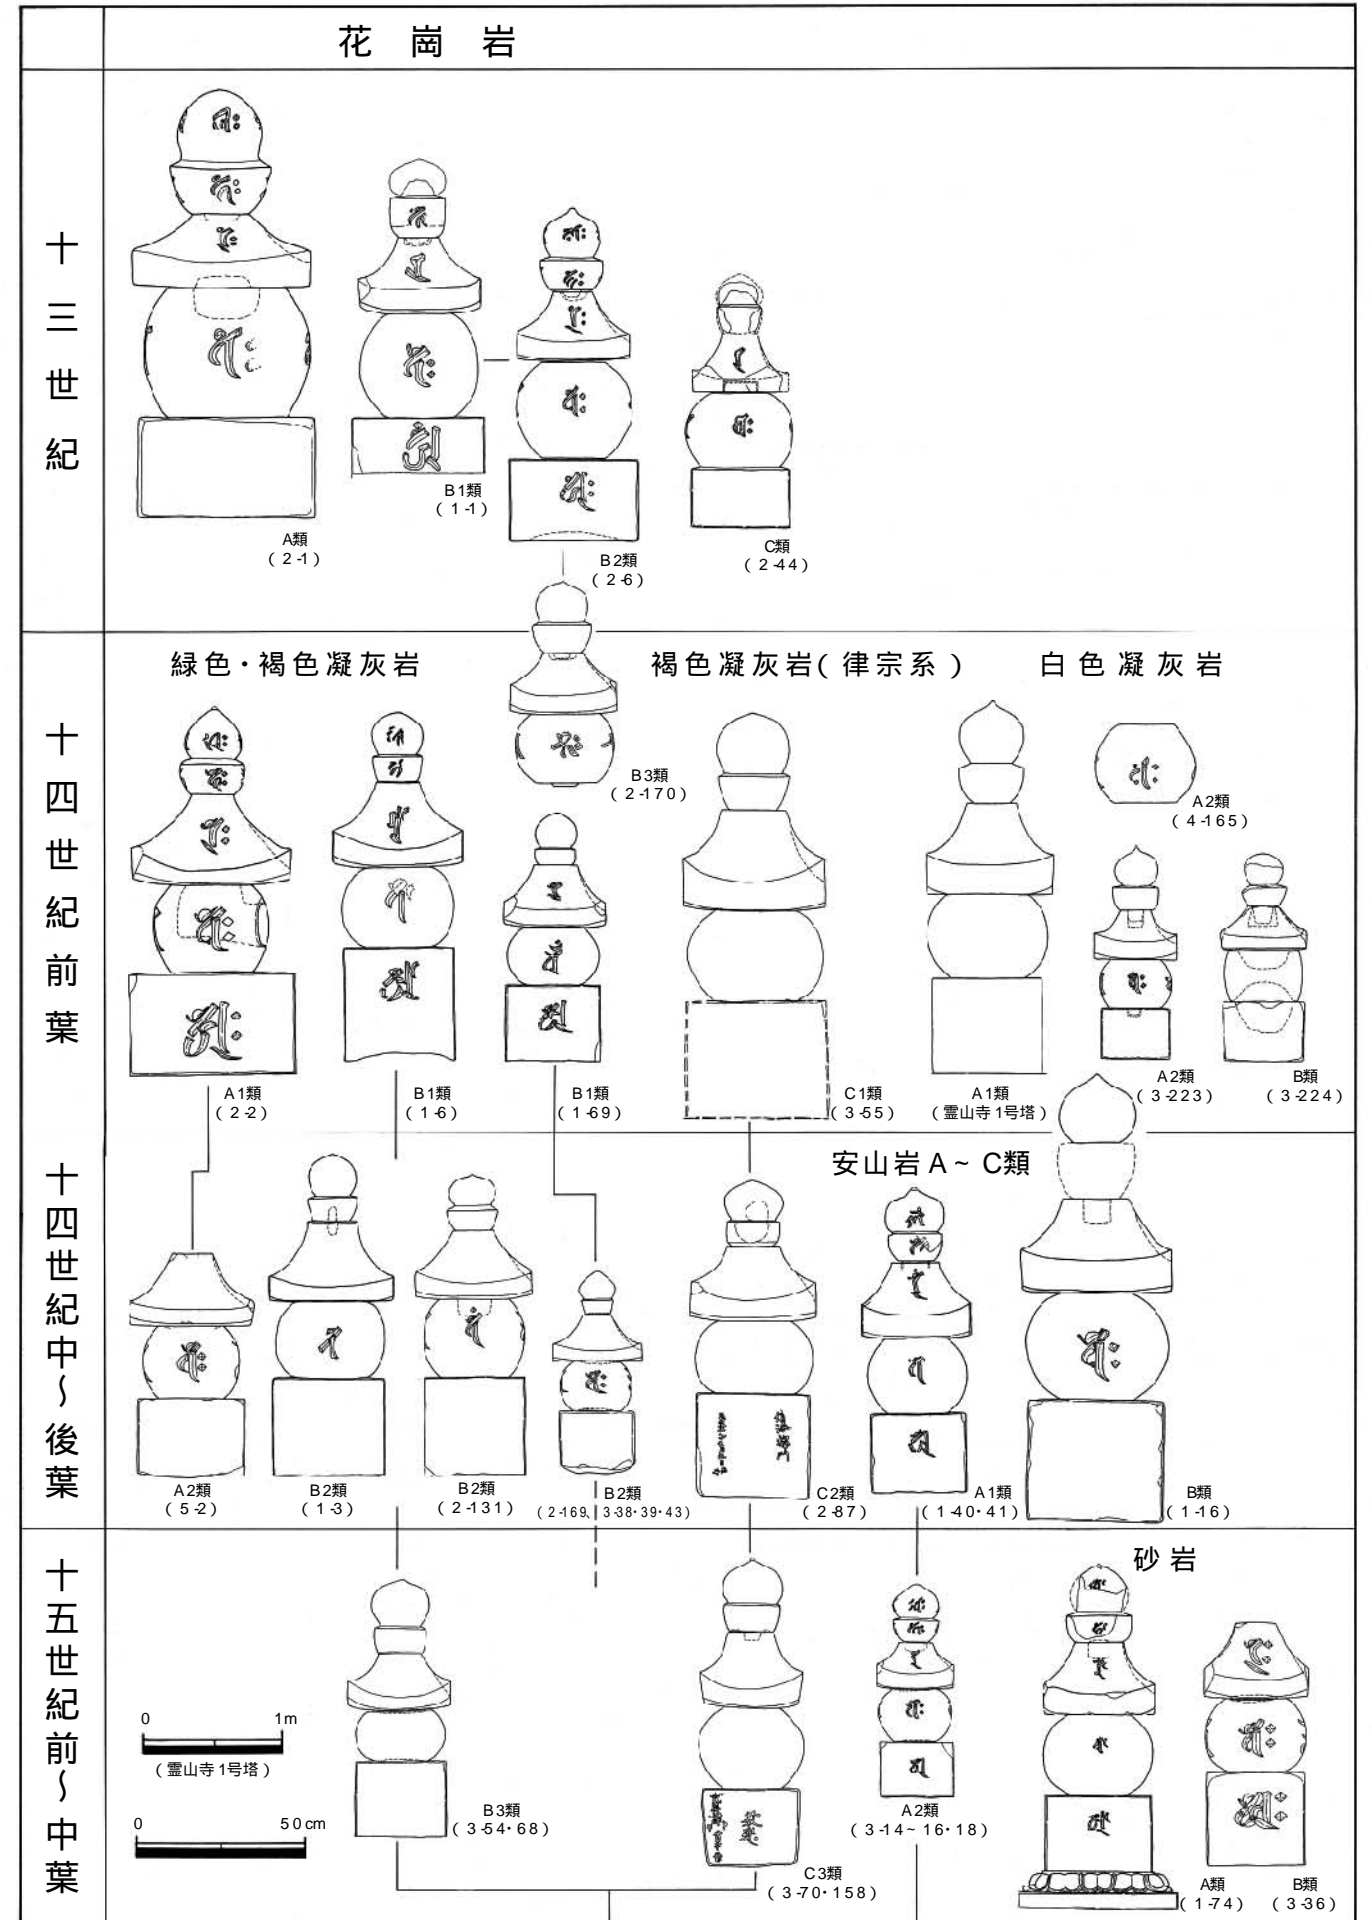 花崗岩
十三世紀
A類
(2-1)
B1類
(1-1)
B2類
(2-6)
C類
(2-44)
十四世紀前葉
緑色・褐色凝灰岩
褐色凝灰岩(律宗系)
白色凝灰岩
B3類
(2-170)
A2類
(4-165)
A1類
(2-2)
B1類
(1-6)
B1類
(1-69)
C1類
(3-55)
A1類
(霊山寺1号塔)
A2類
(3-223)
B類
(3-224)
十四世紀中~後葉
安山岩A~C類
A2類
(5-2)
B2類
(1-3)
B2類
(2-131)
B2類
(2-169、3-38・39・43)
C2類
(2-87)
A1類
(1-40・41)
B類
(1-16)
十五世紀前~中葉
砂岩
0 1m
(霊山寺1号塔)
0 50cm
B3類
(3-54・68)
C3類
(3-70・158)
A2類
(3-14~16・18)
A類
(1-74)
B類
(3-36)